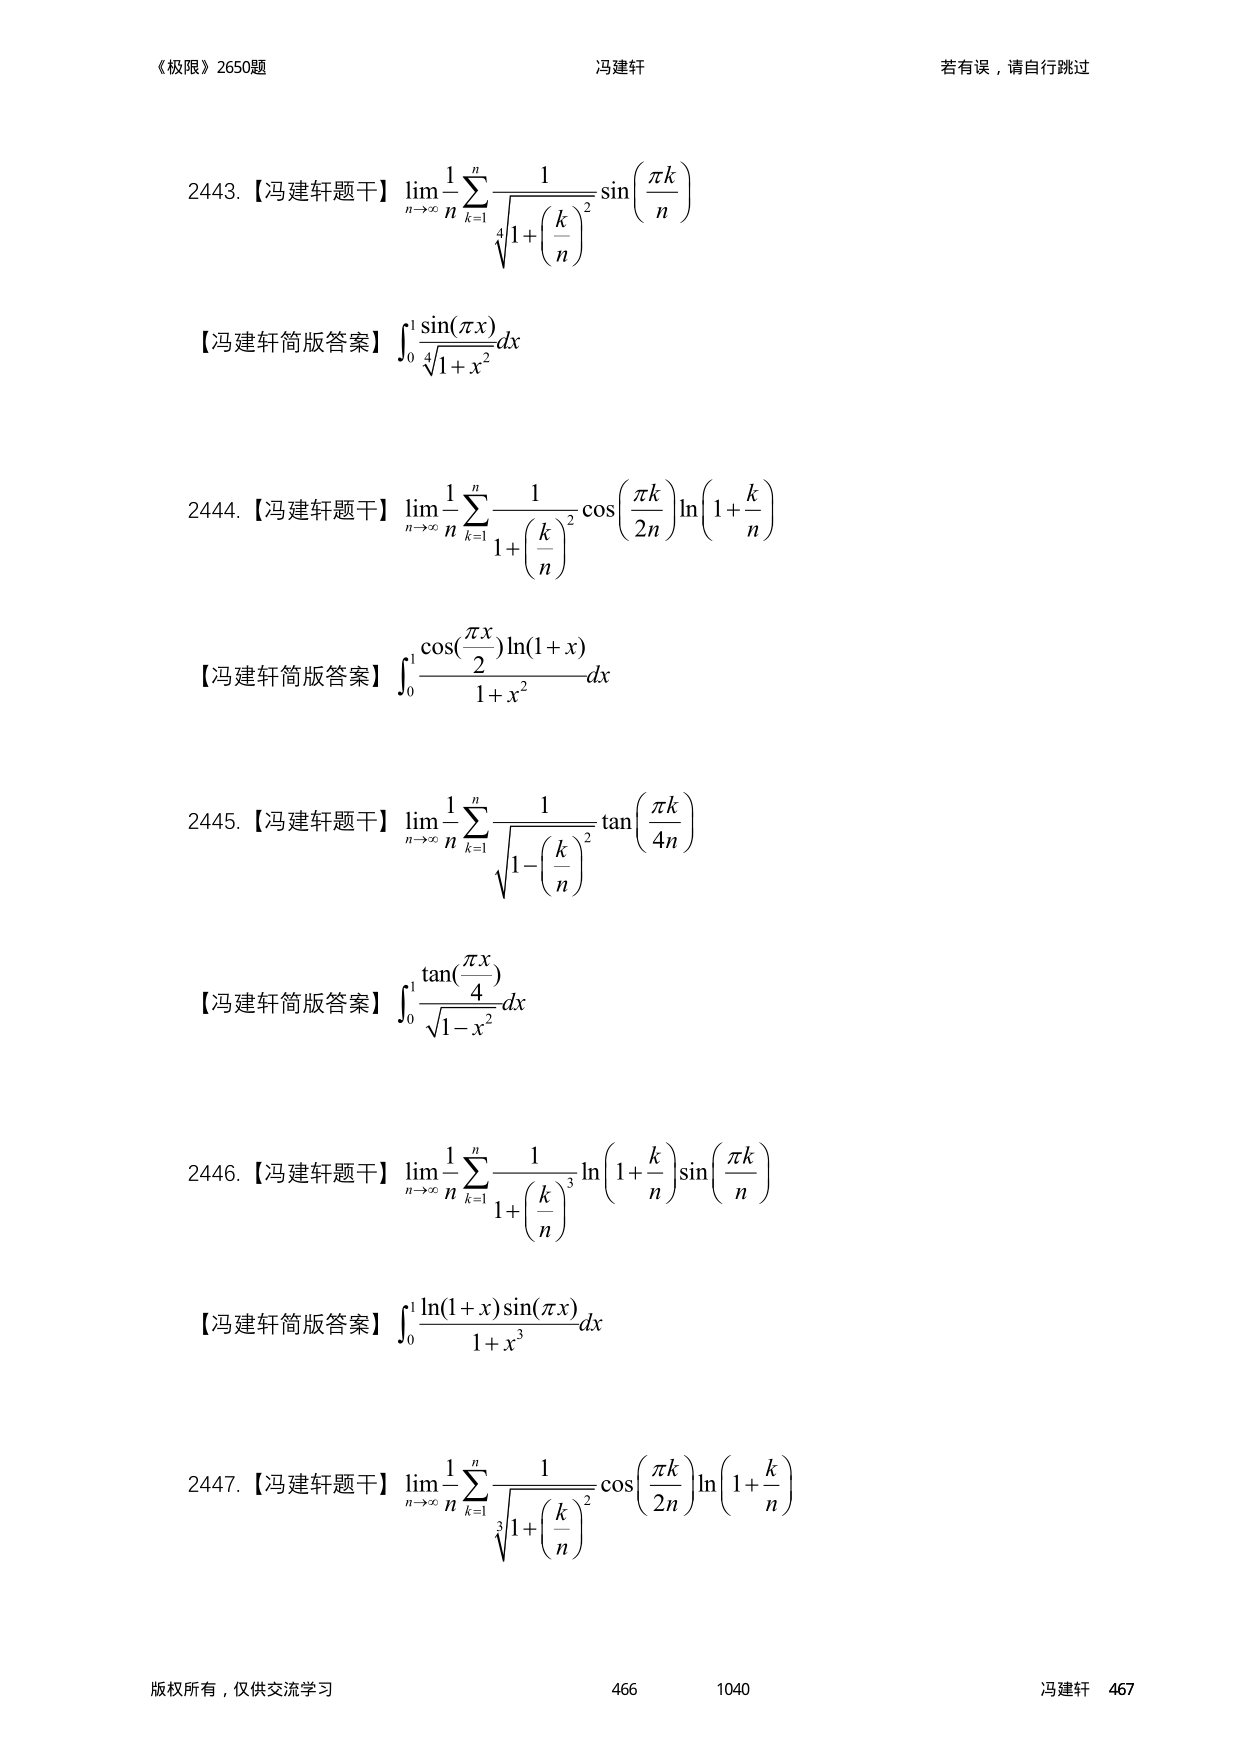 《极限》2650题 冯建轩 若有误，请自行跳过
2443.【冯建轩题干】$\lim_{n\to\infty}\frac{1}{n}\sum_{k=1}^{n}\frac{1}{\sqrt[4]{1+\left(\frac{k}{n}\right)^2}}\sin\left(\frac{\pi k}{n}\right)$
【冯建轩简版答案】$\int_0^1\frac{\sin(\pi x)}{\sqrt[4]{1+x^2}}dx$
2444.【冯建轩题干】$\lim_{n\to\infty}\frac{1}{n}\sum_{k=1}^{n}\frac{1}{1+\left(\frac{k}{n}\right)^2}\cos\left(\frac{\pi k}{2n}\right)\ln\left(1+\frac{k}{n}\right)$
【冯建轩简版答案】$\int_0^1\frac{\cos(\frac{\pi x}{2})\ln(1+x)}{1+x^2}dx$
2445.【冯建轩题干】$\lim_{n\to\infty}\frac{1}{n}\sum_{k=1}^{n}\frac{1}{\sqrt{1-\left(\frac{k}{n}\right)^2}}\tan\left(\frac{\pi k}{4n}\right)$
【冯建轩简版答案】$\int_0^1\frac{\tan(\frac{\pi x}{4})}{\sqrt{1-x^2}}dx$
2446.【冯建轩题干】$\lim_{n\to\infty}\frac{1}{n}\sum_{k=1}^{n}\frac{1}{1+\left(\frac{k}{n}\right)^3}\ln\left(1+\frac{k}{n}\right)\sin\left(\frac{\pi k}{n}\right)$
【冯建轩简版答案】$\int_0^1\frac{\ln(1+x)\sin(\pi x)}{1+x^3}dx$
2447.【冯建轩题干】$\lim_{n\to\infty}\frac{1}{n}\sum_{k=1}^{n}\frac{1}{\sqrt[3]{1+\left(\frac{k}{n}\right)^2}}\cos\left(\frac{\pi k}{2n}\right)\ln\left(1+\frac{k}{n}\right)$
版权所有，仅供交流学习 466 1040 冯建轩 467